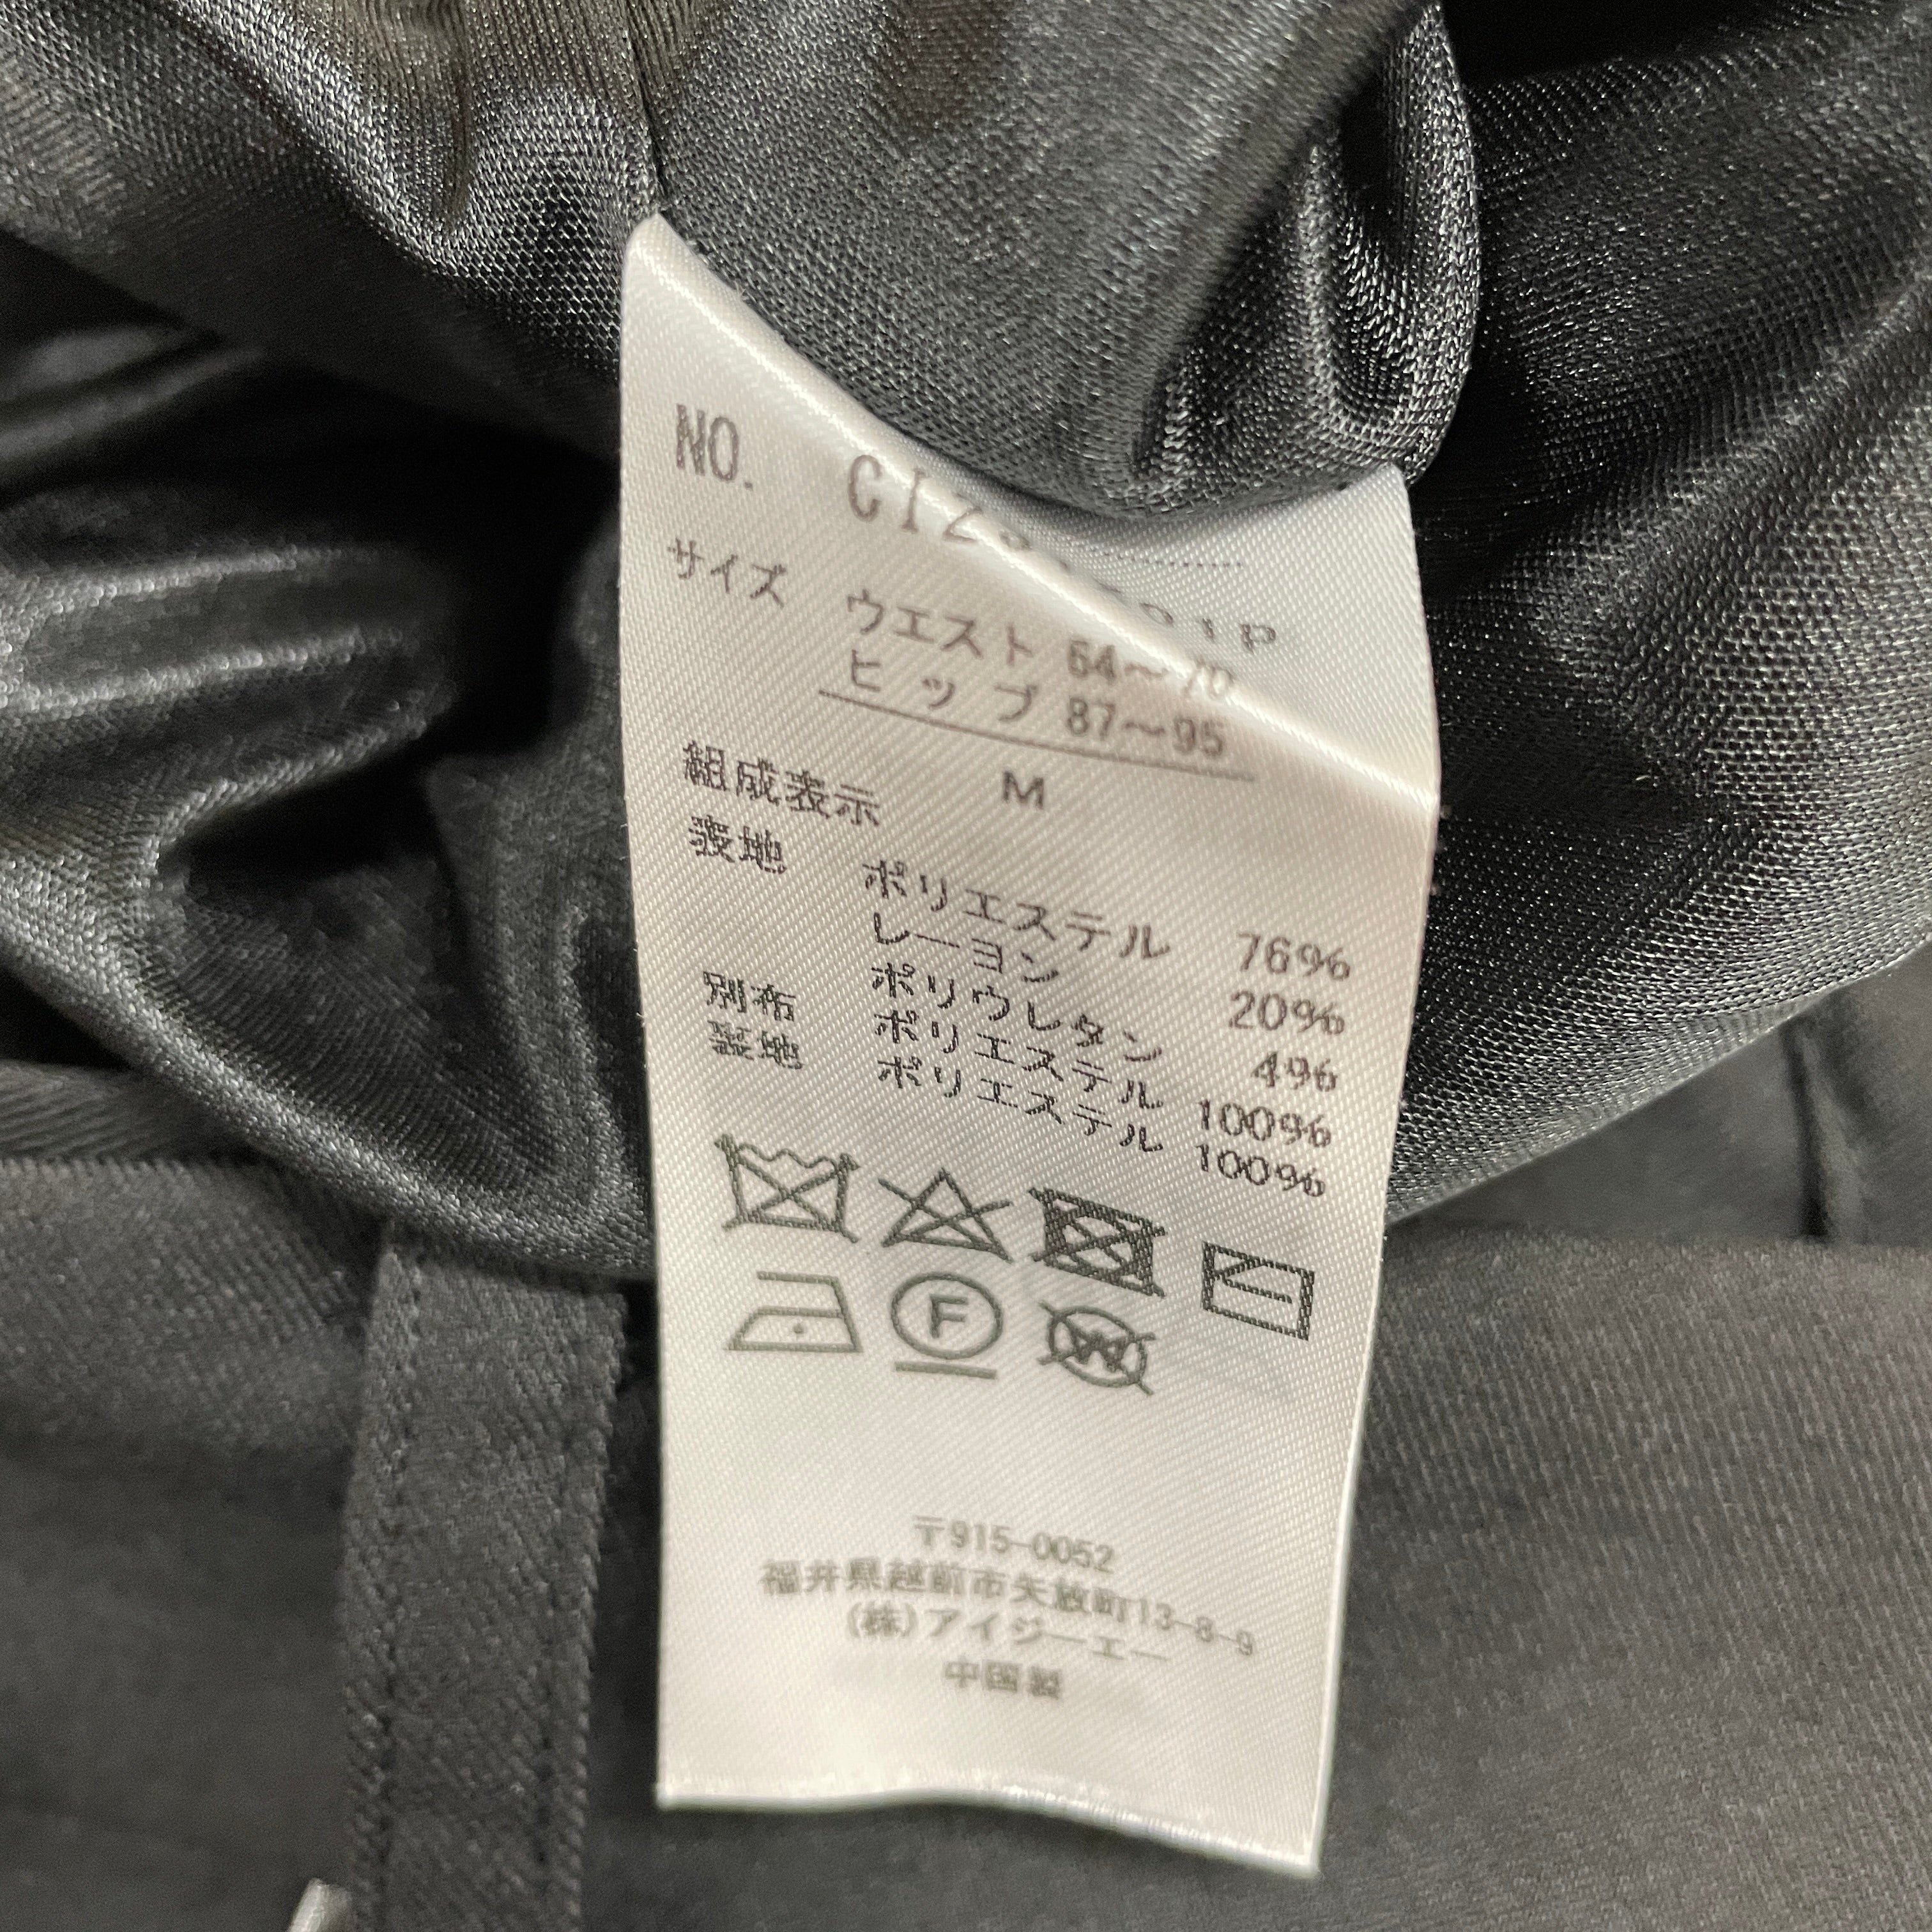 NO.
サイズ ウエスト 64～70
ヒップ 87～95
M
組成表示
表地 ポリエステル 76%
レーヨン 20%
ポリウレタン 4%
別布 ポリエステル 100%
裏地 ポリエステル 100%
F
W
〒915-0052
福井県越前市矢放町13-8-9
(株)アイジーエー
中国製